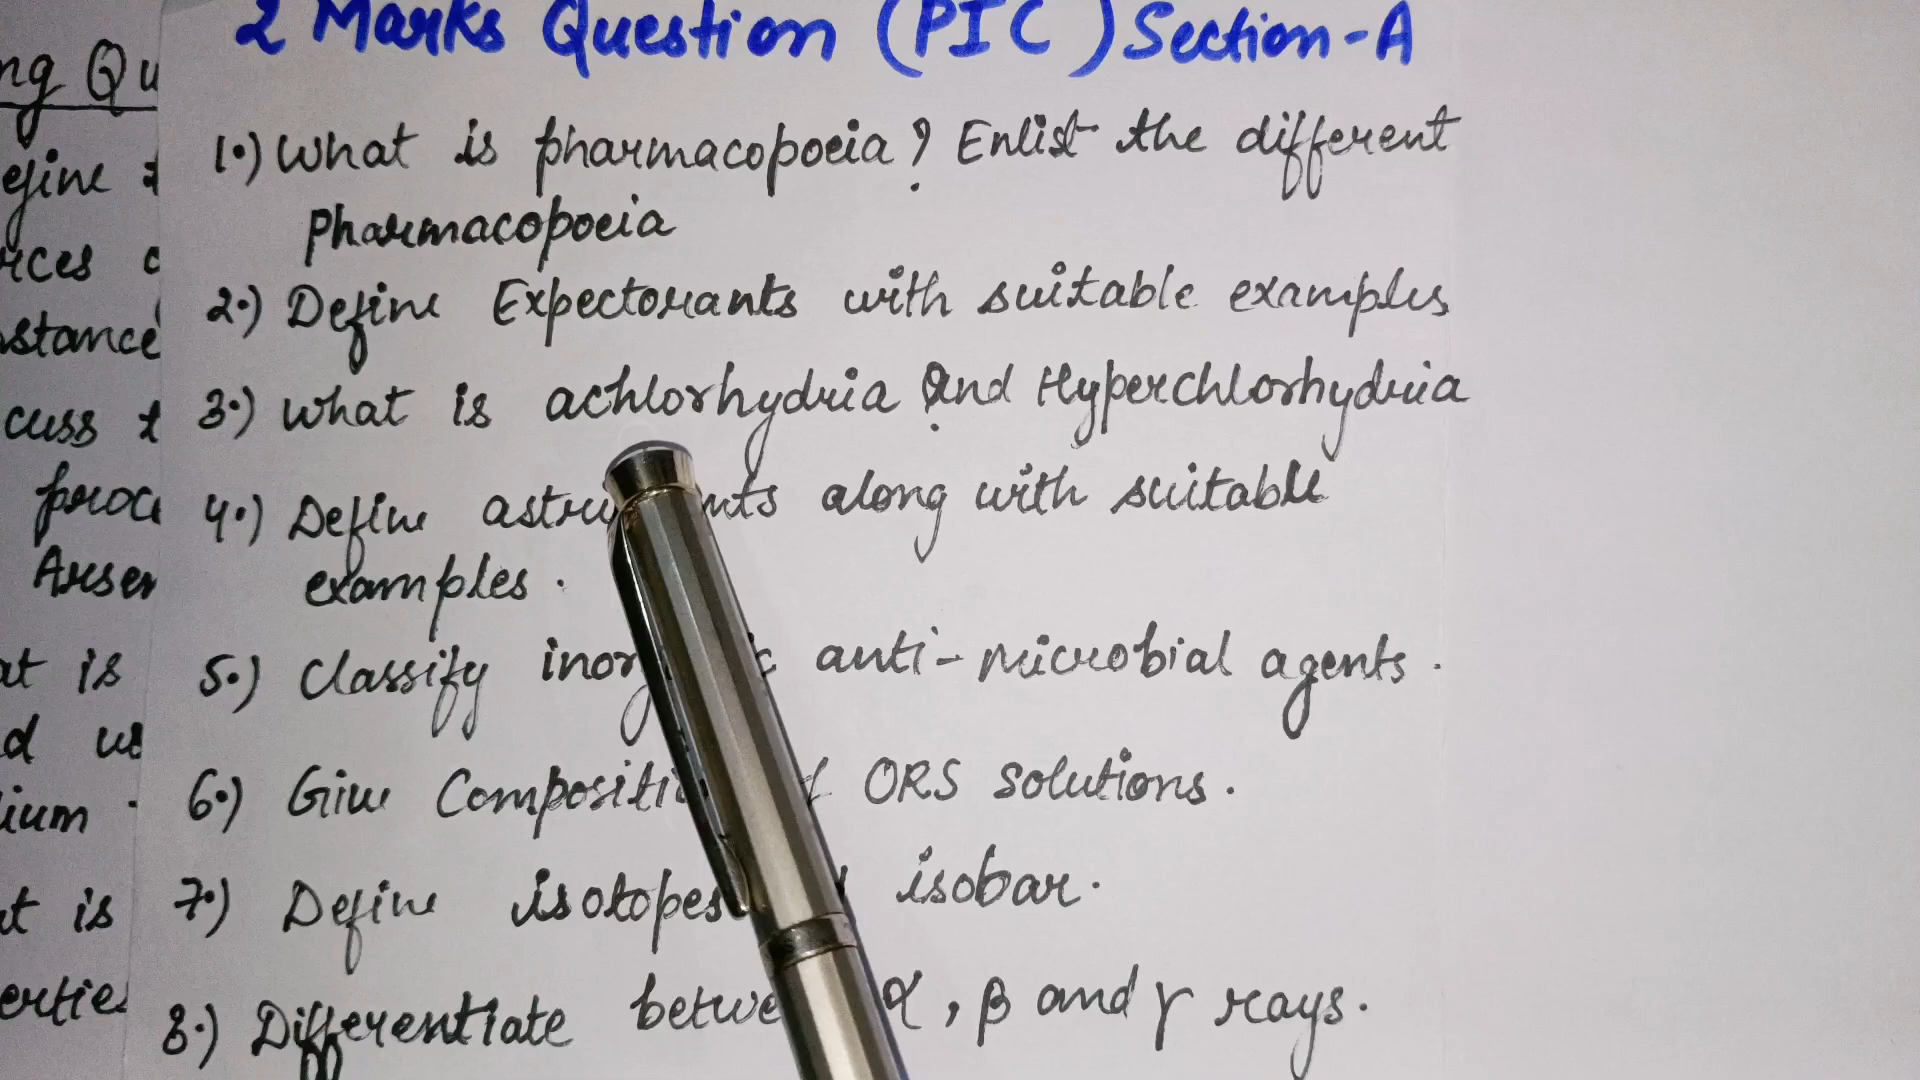 2 Marks Question (PIC) Section-A
1.) What is pharmacopoeia? Enlist the different
Pharmacopoeia
2.) Define Expectorants with suitable examples
3.) What is achlorhydria and Hyperchlorhydria
4.) Define along with suitable
examples.
5.) Classify anti-microbial agents.
6.) Give ORS solutions.
7.) Define isotopes isobar.
8.) Differentiate α, β and γ rays.
ng Qu
efine
rces
stance
cuss
proc
Arsen
at is
d us
ium
t is
erties